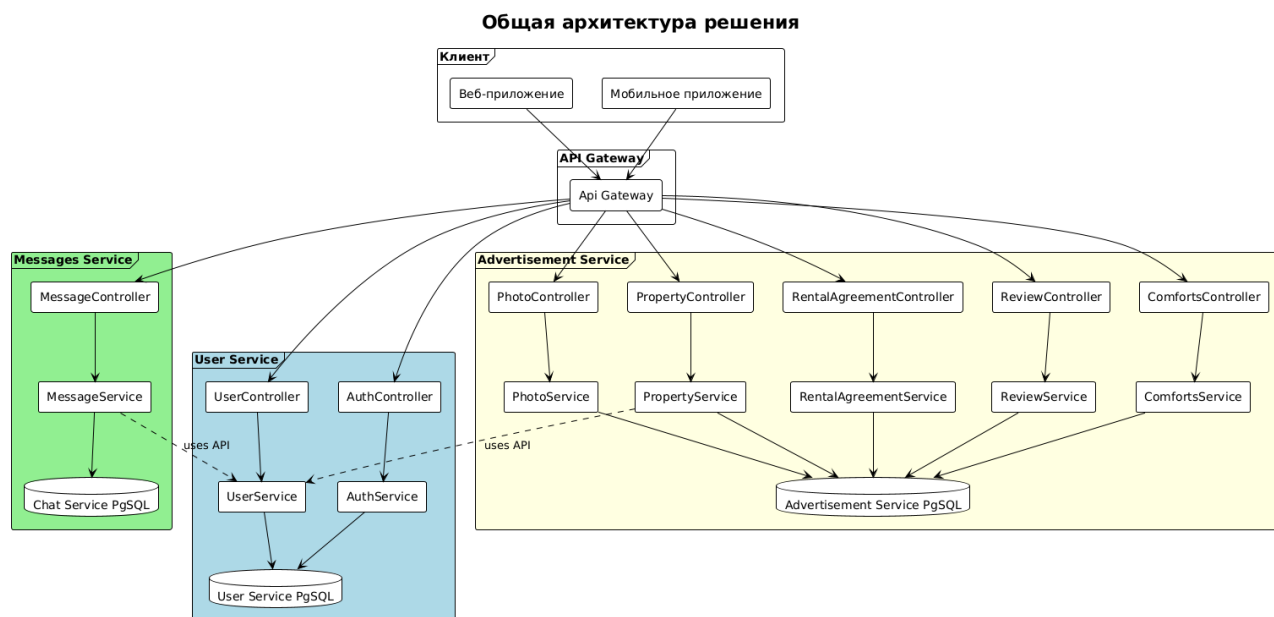 Общая архитектура решения
Клиент
Веб-приложение
Мобильное приложение
API Gateway
Api Gateway
Messages Service
MessageController
MessageService
Chat Service PgSQL
User Service
UserController
AuthController
uses API
UserService
AuthService
User Service PgSQL
Advertisement Service
PhotoController
PropertyController
RentalAgreementController
ReviewController
ComfortsController
PhotoService
PropertyService
RentalAgreementService
ReviewService
ComfortsService
uses API
Advertisement Service PgSQL